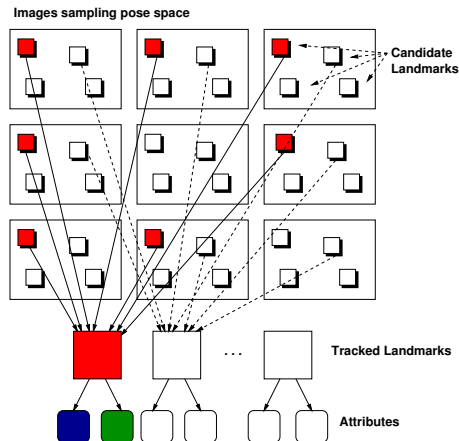 Images sampling pose space
Candidate
Landmarks
. . .
Tracked Landmarks
Attributes